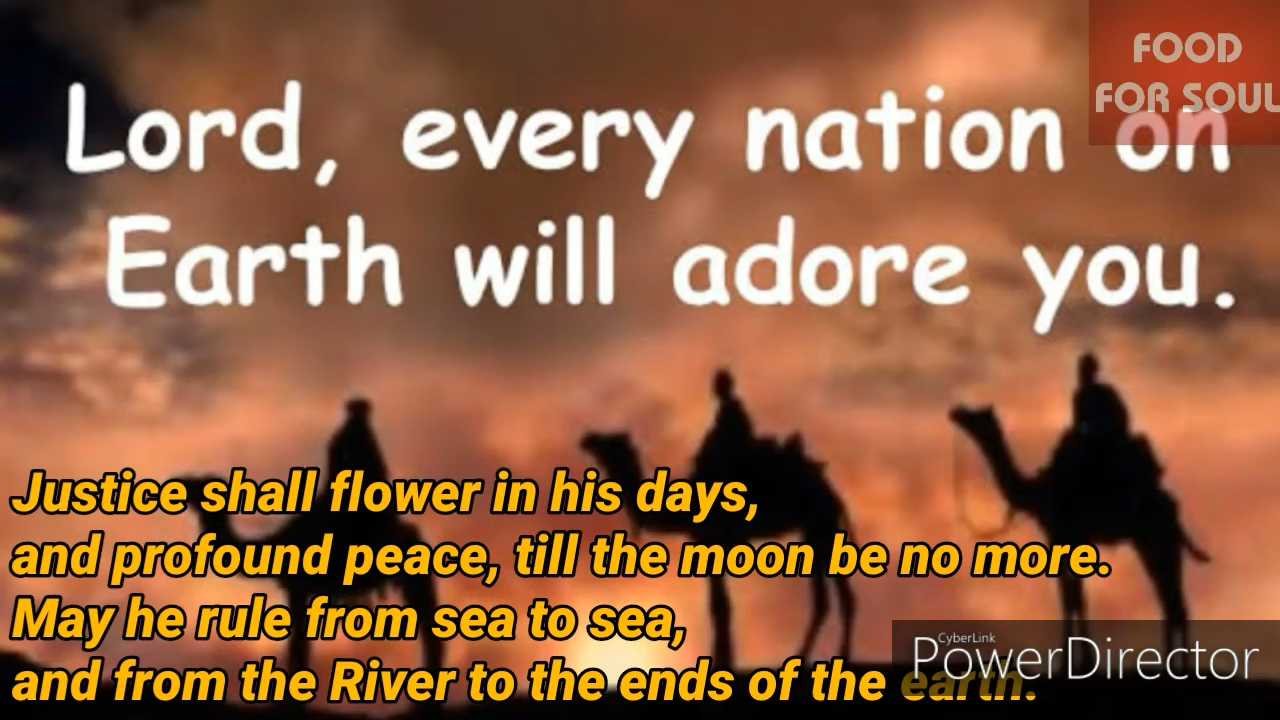 FOOD
FOR SOUL
Lord, every nation on
Earth will adore you.
Justice shall flower in his days,
and profound peace, till the moon be no more.
May he rule from sea to sea,
and from the River to the ends of the earth.
CyberLink
PowerDirector